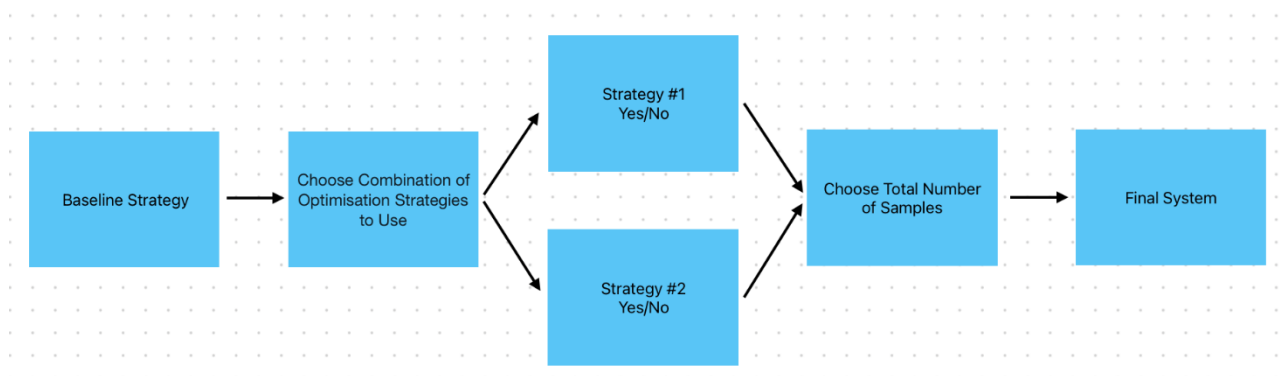 Baseline Strategy
Choose Combination of
Optimisation Strategies
to Use
Strategy #1
Yes/No
Strategy #2
Yes/No
Choose Total Number
of Samples
Final System